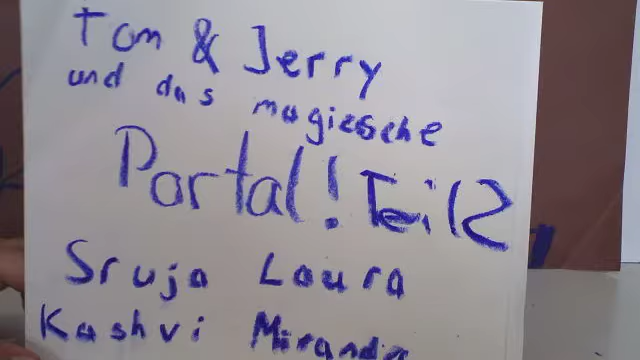 Tom & Jerry
und das magiesche
Portal! Teil 2
Sruja Laura
Kashvi Miranda